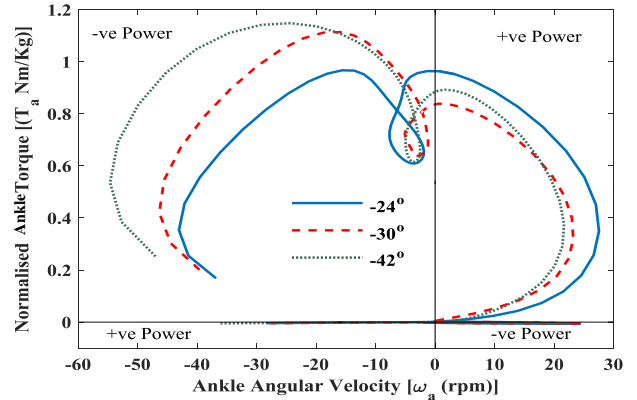 -ve Power
+ve Power
1.2
1
0.8
0.6
0.4
0.2
0
Normalised AnkleTorque [(T_a Nm/Kg)]
-24°
-30°
-42°
+ve Power
-ve Power
-60 -50 -40 -30 -20 -10 0 10 20 30
Ankle Angular Velocity [ω_a (rpm)]